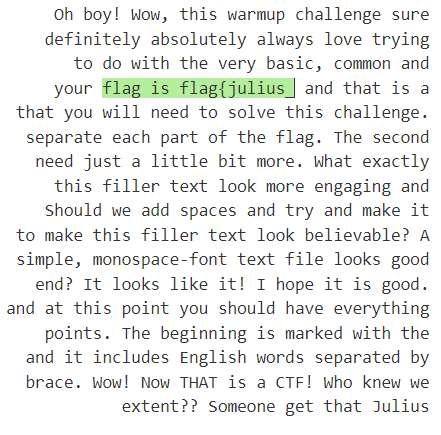 Oh boy! Wow, this warmup challenge sure
definitely absolutely always love trying
to do with the very basic, common and
your flag is flag{julius_ and that is a
that you will need to solve this challenge.
separate each part of the flag. The second
need just a little bit more. What exactly
this filler text look more engaging and
Should we add spaces and try and make it
to make this filler text look believable? A
simple, monospace-font text file looks good
end? It looks like it! I hope it is good.
and at this point you should have everything
points. The beginning is marked with the
and it includes English words separated by
brace. Wow! Now THAT is a CTF! Who knew we
extent?? Someone get that Julius